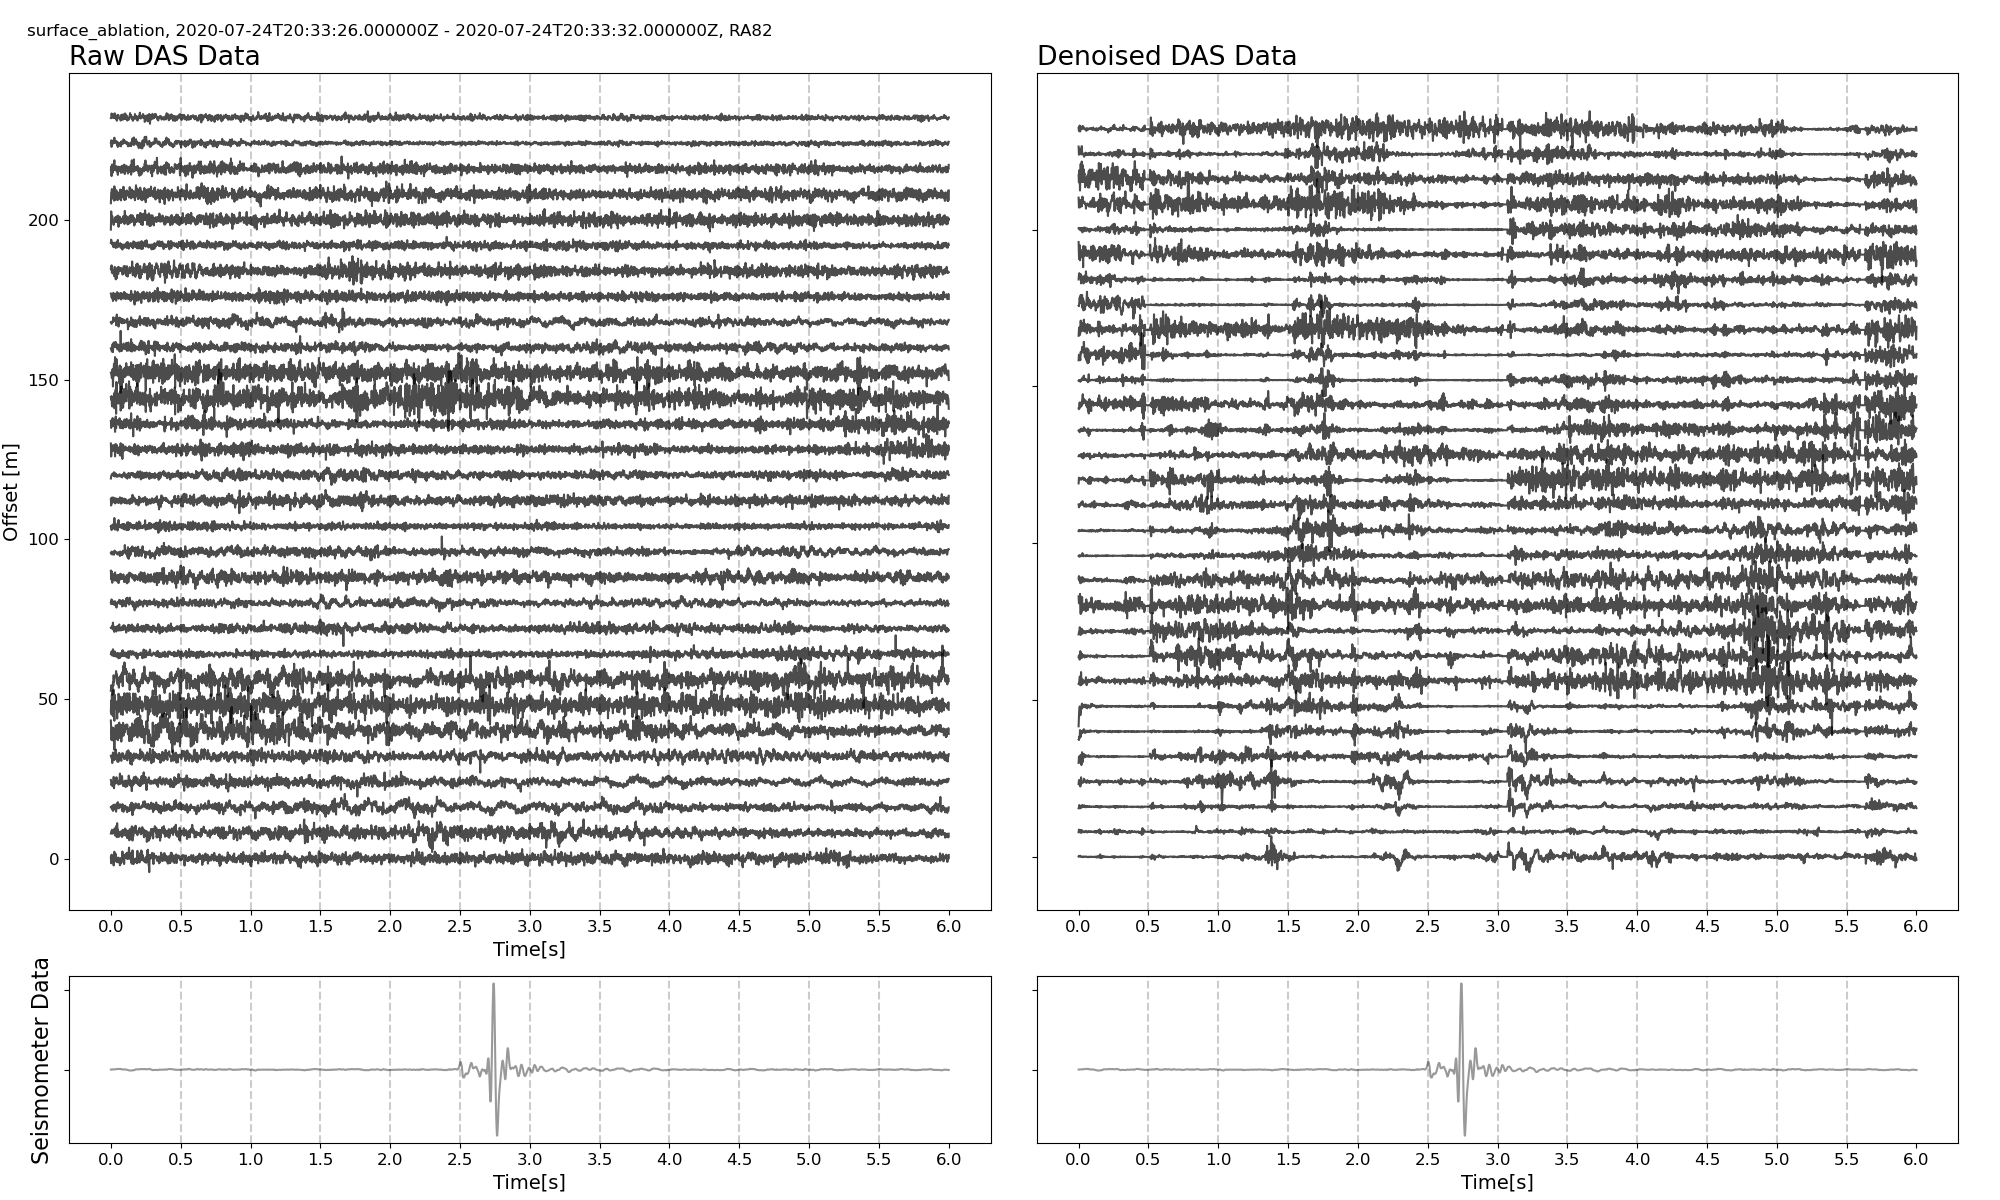 surface_ablation, 2020-07-24T20:33:26.000000Z - 2020-07-24T20:33:32.000000Z, RA82
Raw DAS Data
Denoised DAS Data
Offset [m]
200
150
100
50
0
0.0 0.5 1.0 1.5 2.0 2.5 3.0 3.5 4.0 4.5 5.0 5.5 6.0
Time[s]
0.0 0.5 1.0 1.5 2.0 2.5 3.0 3.5 4.0 4.5 5.0 5.5 6.0
Seismometer Data
0.0 0.5 1.0 1.5 2.0 2.5 3.0 3.5 4.0 4.5 5.0 5.5 6.0
Time[s]
0.0 0.5 1.0 1.5 2.0 2.5 3.0 3.5 4.0 4.5 5.0 5.5 6.0
Time[s]